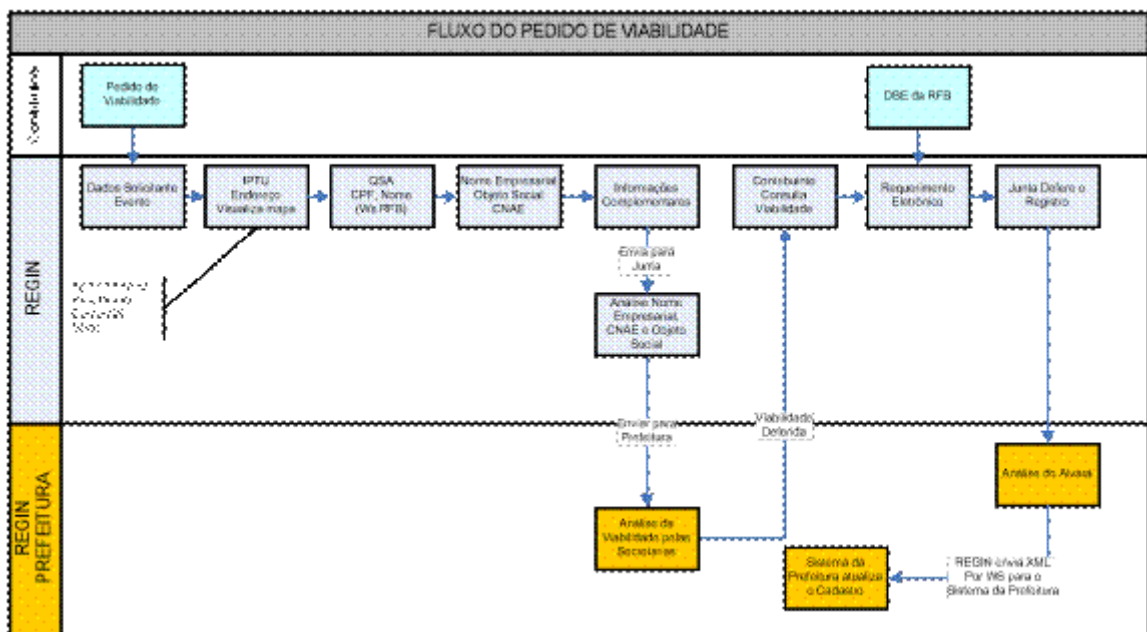 FLUXO DO PEDIDO DE VIABILIDADE
Pedido de
Viabilidade
DBE da RFB
REGIN
Dados Solicitante
Evento
IPTU
Endereço
Visualiza mapa
QSA
CPF, Nome
(Ws RFB)
Nome Empresarial
Objeto Social
CNAE
Informações
Complementares
Contribuinte
Consulta
Viabilidade
Requerimento
Eletrônico
Junta Defere o
Registro
Envia para
Junta
Análise Nome
Empresarial,
CNAE e Objeto
Social
Enviar para
Prefeitura
Viabilidade
Deferida
REGIN
PREFEITURA
Análise da
Viabilidade pelas
Secretarias
Análise do Alvará
REGIN envia XML
Por WS para o
Sistema da Prefeitura
Sistema da
Prefeitura atualiza
o Cadastro